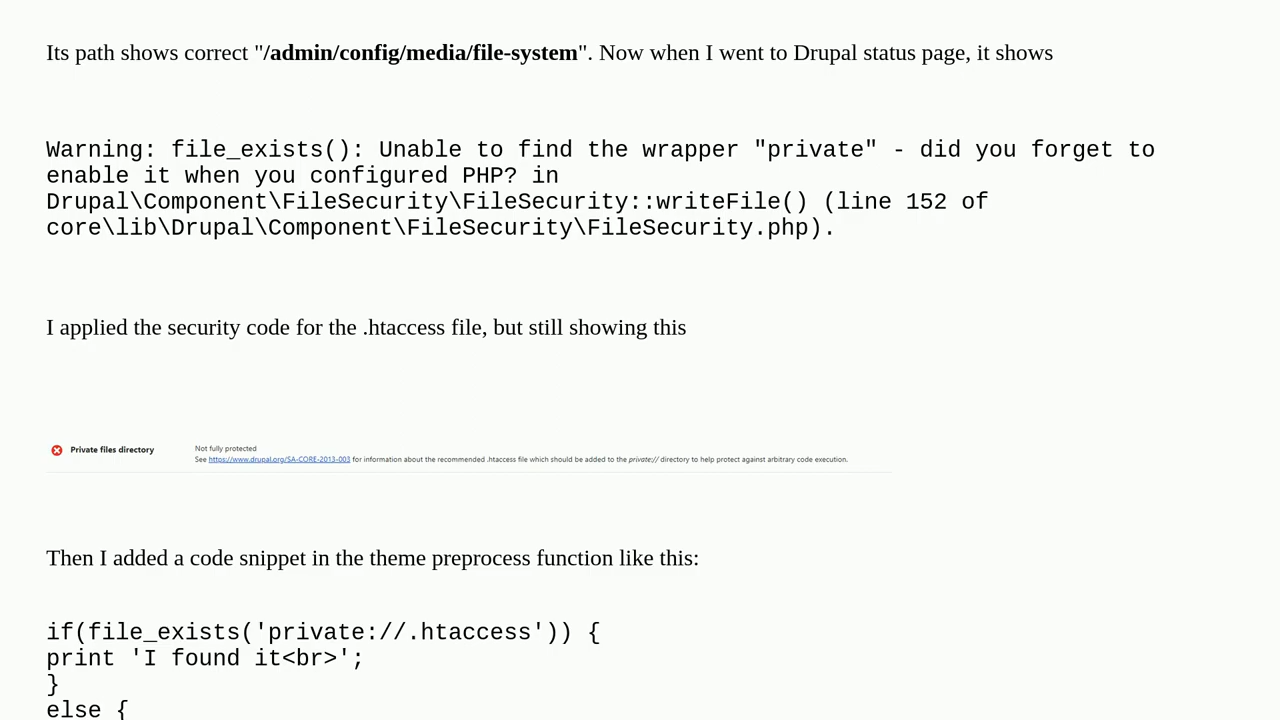 Its path shows correct "/admin/config/media/file-system". Now when I went to Drupal status page, it shows
Warning: file_exists(): Unable to find the wrapper "private" - did you forget to
enable it when you configured PHP? in
Drupal\Component\FileSecurity\FileSecurity::writeFile() (line 152 of
core\lib\Drupal\Component\FileSecurity\FileSecurity.php).
I applied the security code for the .htaccess file, but still showing this
Private files directory
Not fully protected
See https://www.drupal.org/SA-CORE-2013-003 for information about the recommended .htaccess file which should be added to the private:// directory to help protect against arbitrary code execution.
Then I added a code snippet in the theme preprocess function like this:
if(file_exists('private://.htaccess')) {
print 'I found it<br>';
}
else {